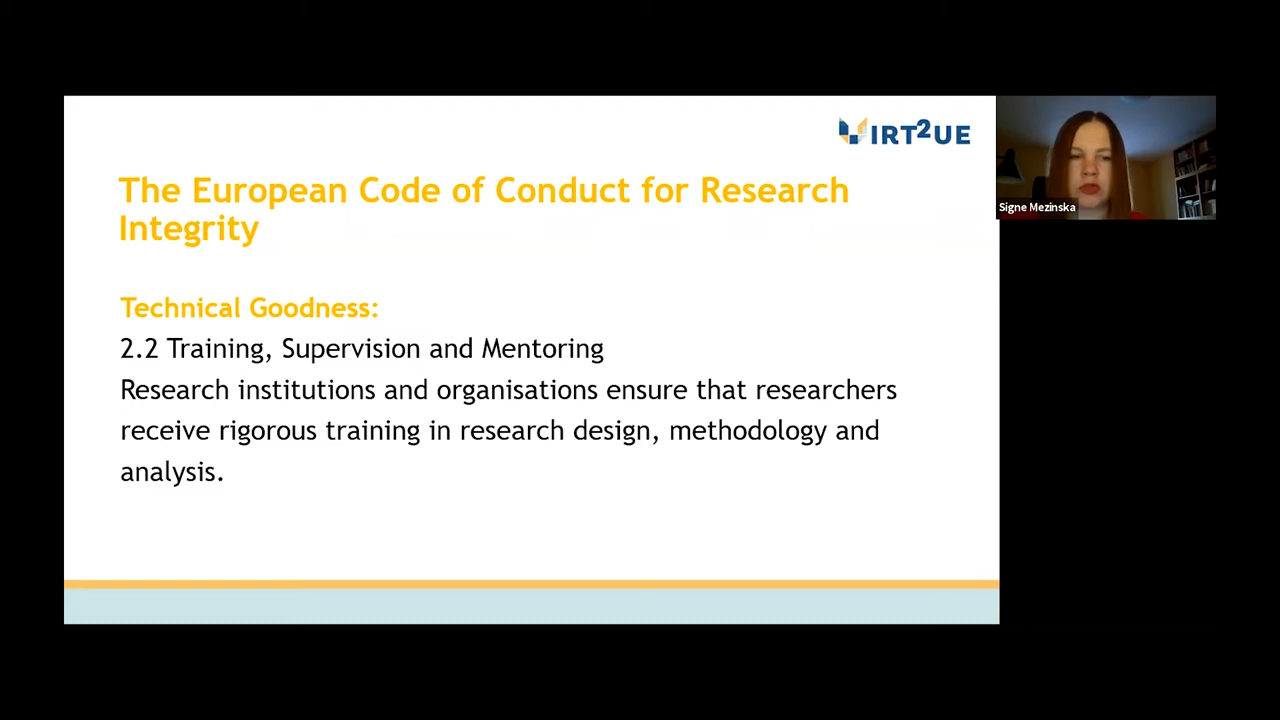 VIRT2UE
The European Code of Conduct for Research
Integrity
Technical Goodness:
2.2 Training, Supervision and Mentoring
Research institutions and organisations ensure that researchers
receive rigorous training in research design, methodology and
analysis.
Signe Mezinska